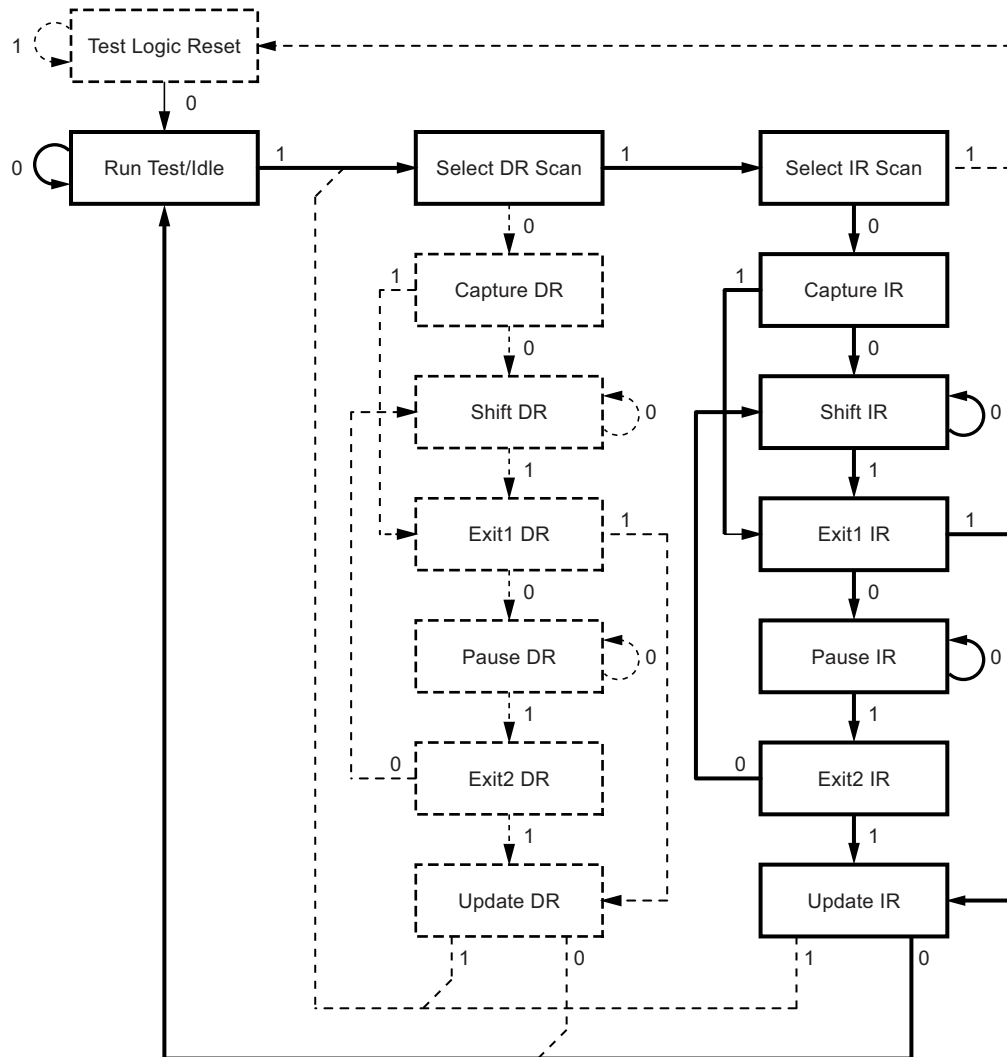 1
Test Logic Reset
0
0
Run Test/Idle
1
Select DR Scan
1
Select IR Scan
1
0
0
1
Capture DR
1
Capture IR
0
0
Shift DR
0
Shift IR
0
1
1
Exit1 DR
1
Exit1 IR
1
0
0
Pause DR
0
Pause IR
0
1
1
0
Exit2 DR
0
Exit2 IR
1
1
Update DR
Update IR
1
0
1
0